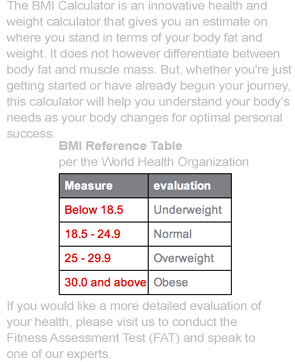 The BMI Calculator is an innovative health and
weight calculator that gives you an estimate on
where you stand in terms of your body fat and
weight. It does not however differentiate between
body fat and muscle mass. But, whether you're just
getting started or have already begun your journey,
this calculator will help you understand your body's
needs as your body changes for optimal personal
success.
BMI Reference Table
per the World Health Organization
Measure evaluation
Below 18.5 Underweight
18.5 - 24.9 Normal
25 - 29.9 Overweight
30.0 and above Obese
If you would like a more detailed evaluation of
your health, please visit us to conduct the
Fitness Assessment Test (FAT) and speak to
one of our experts.